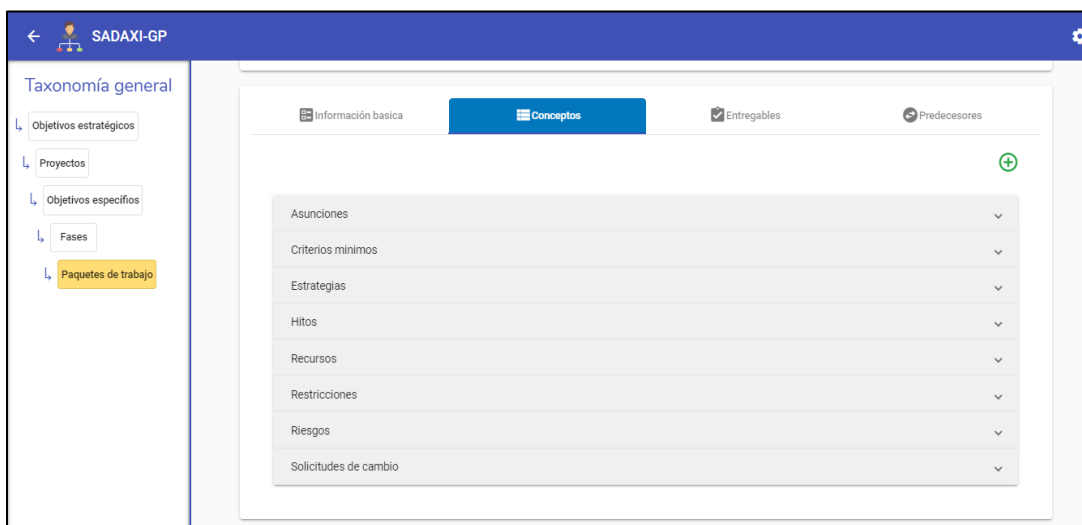 SADAXI-GP
Taxonomía general
Objetivos estratégicos
Proyectos
Objetivos específios
Fases
Paquetes de trabajo
Información basica
Conceptos
Entregables
Predecesores
Asunciones
Criterios minimos
Estrategias
Hitos
Recursos
Restricciones
Riesgos
Solicitudes de cambio